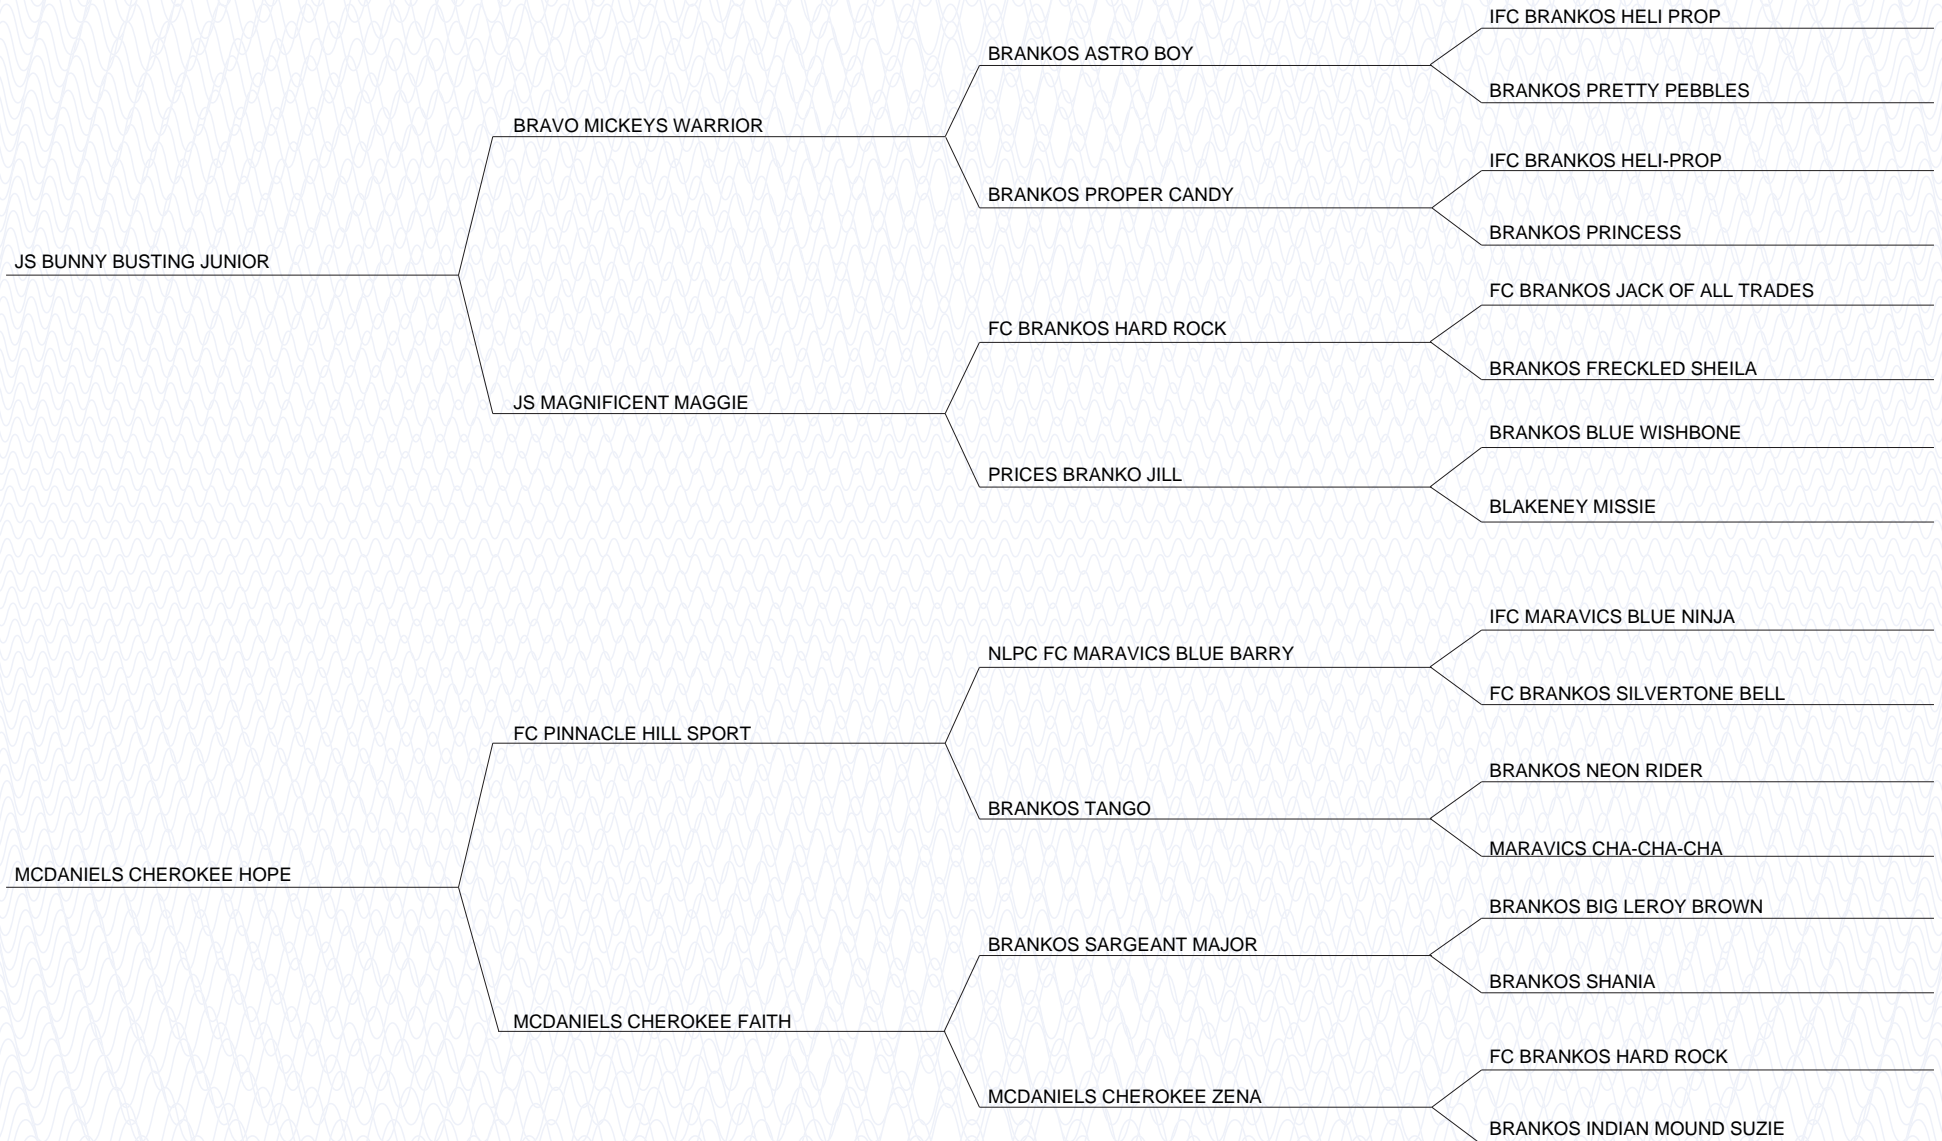 IFC BRANKOS HELI PROP
BRANKOS ASTRO BOY
BRANKOS PRETTY PEBBLES
BRAVO MICKEYS WARRIOR
IFC BRANKOS HELI-PROP
BRANKOS PROPER CANDY
BRANKOS PRINCESS
JS BUNNY BUSTING JUNIOR
FC BRANKOS JACK OF ALL TRADES
FC BRANKOS HARD ROCK
BRANKOS FRECKLED SHEILA
JS MAGNIFICENT MAGGIE
BRANKOS BLUE WISHBONE
PRICES BRANKO JILL
BLAKENEY MISSIE
IFC MARAVICS BLUE NINJA
NLPC FC MARAVICS BLUE BARRY
FC BRANKOS SILVERTONE BELL
FC PINNACLE HILL SPORT
BRANKOS NEON RIDER
BRANKOS TANGO
MARAVICS CHA-CHA-CHA
MCDANIELS CHEROKEE HOPE
BRANKOS BIG LEROY BROWN
BRANKOS SARGEANT MAJOR
BRANKOS SHANIA
MCDANIELS CHEROKEE FAITH
FC BRANKOS HARD ROCK
MCDANIELS CHEROKEE ZENA
BRANKOS INDIAN MOUND SUZIE